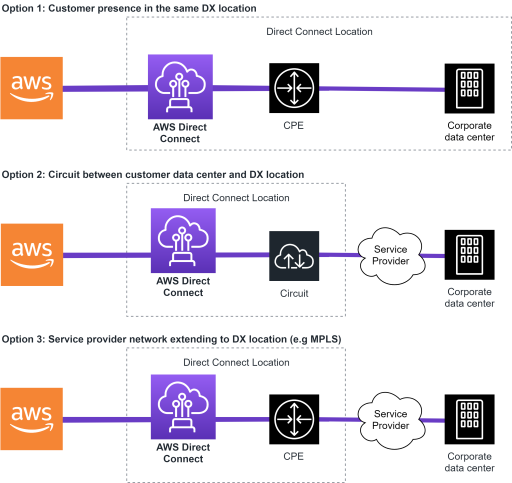 Option 1: Customer presence in the same DX location
Direct Connect Location
aws
AWS Direct
Connect
CPE
Corporate
data center
Option 2: Circuit between customer data center and DX location
Direct Connect Location
aws
AWS Direct
Connect
Circuit
Service
Provider
Corporate
data center
Option 3: Service provider network extending to DX location (e.g MPLS)
Direct Connect Location
aws
AWS Direct
Connect
CPE
Service
Provider
Corporate
data center